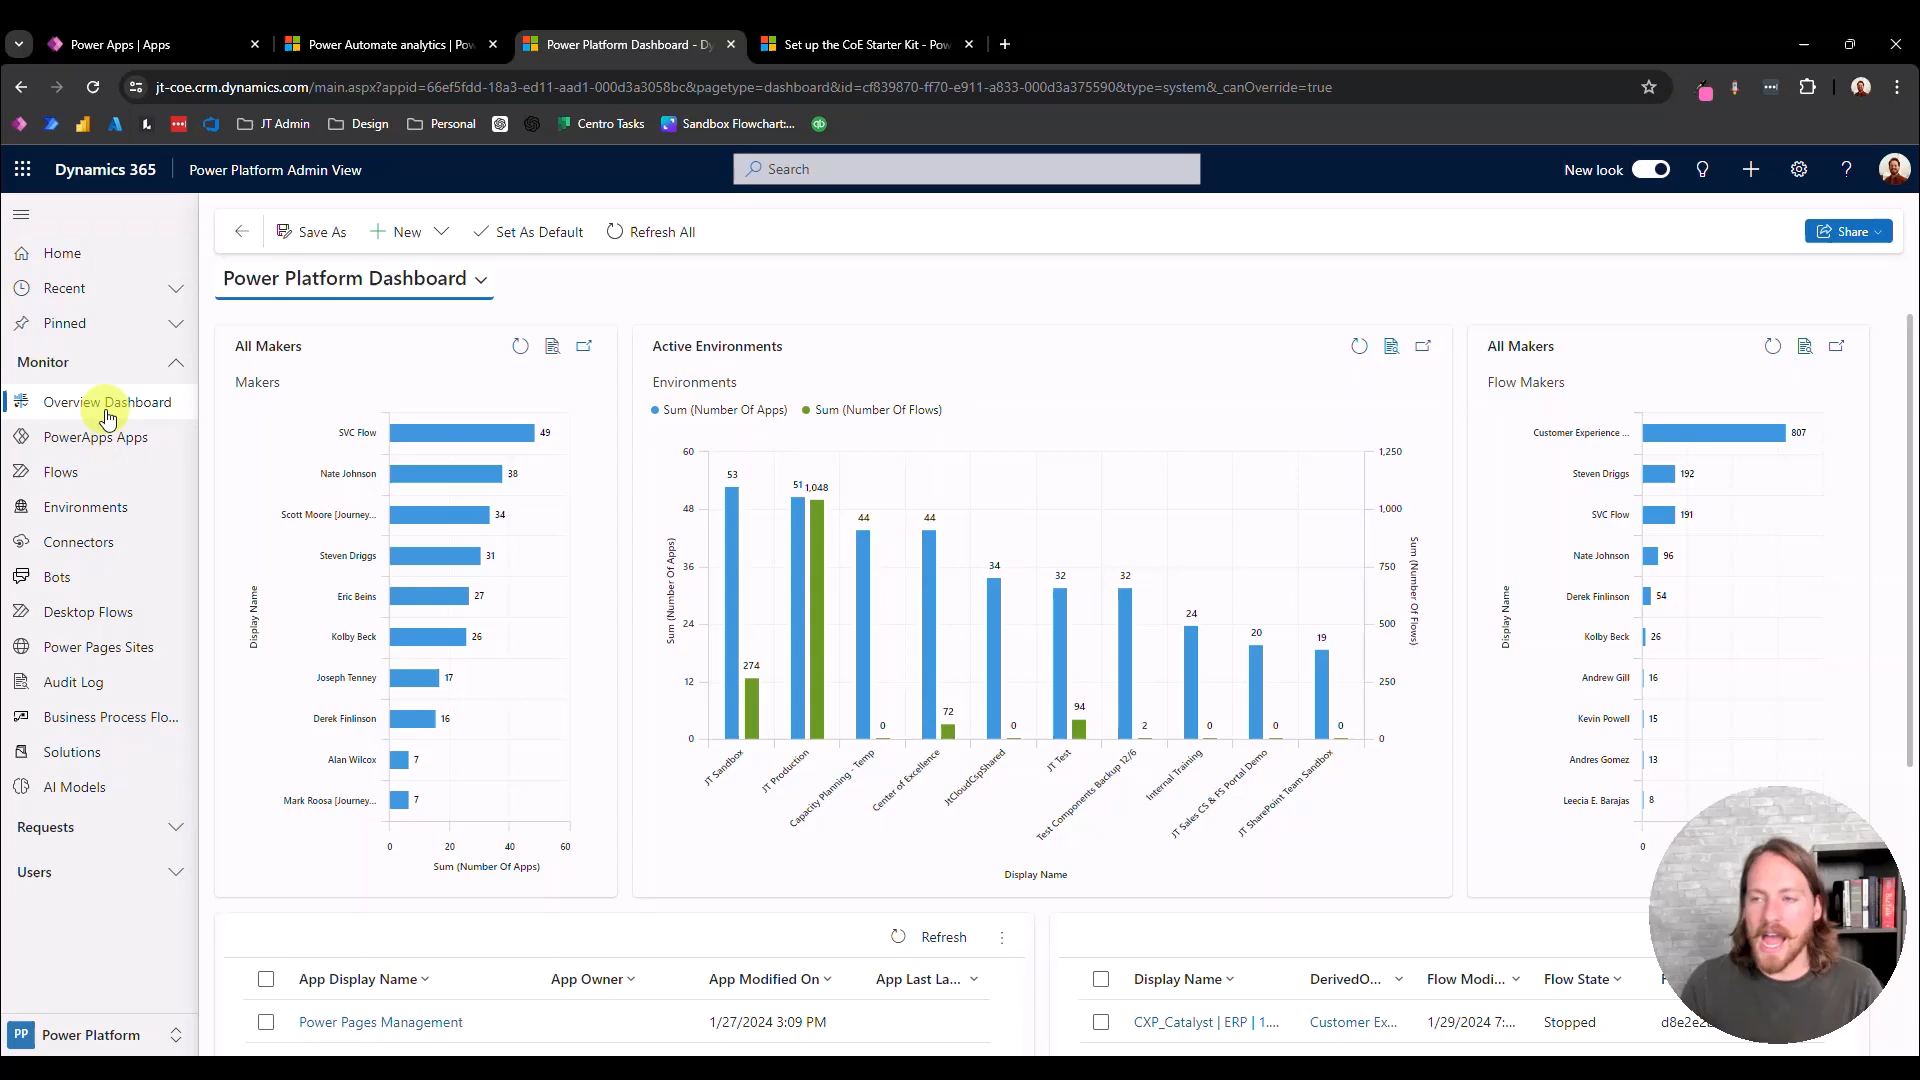 Power Apps | Apps
Power Automate analytics | Pow
Power Platform Dashboard - Dy
Set up the CoE Starter Kit - Pow
jt-coe.crm.dynamics.com/main.aspx?appid=66ef5fdd-18a3-ed11-aad1-000d3a3058bc&pagetype=dashboard&id=cf839870-ff70-e911-a833-000d3a375590&type=system&_canOverride=true
JT Admin
Design
Personal
Centro Tasks
Sandbox Flowchart:...
Dynamics 365
Power Platform Admin View
Search
New look
Home
Recent
Pinned
Monitor
Overview Dashboard
PowerApps Apps
Flows
Environments
Connectors
Bots
Desktop Flows
Power Pages Sites
Audit Log
Business Process Flo...
Solutions
AI Models
Requests
Users
PP Power Platform
Save As
New
Set As Default
Refresh All
Share
Power Platform Dashboard
All Makers
Makers
Display Name
SVC Flow 49
Nate Johnson 38
Scott Moore [Journey... 34
Steven Driggs 31
Eric Beins 27
Kolby Beck 26
Joseph Tenney 17
Derek Finlinson 16
Alan Wilcox 7
Mark Roosa [Journey... 7
0 20 40 60
Sum (Number Of Apps)
Active Environments
Environments
Sum (Number Of Apps) Sum (Number Of Flows)
Sum (Number Of Apps)
60
48
36
24
12
0
53 274
51 1,048
44 0
44 72
34 0
32 94
32 2
24 0
20 0
19 0
1,250
1,000
750
500
250
0
Sum (Number Of Flows)
JT Sandbox
JT Production
Capacity Planning - Temp
Center of Excellence
JtCloudCspShared
JT Test
Test Components Backup 12/6
Internal Training
JT Sales CS & FS Portal Demo
JT SharePoint Team Sandbox
Display Name
All Makers
Flow Makers
Display Name
Customer Experience ... 807
Steven Driggs 192
SVC Flow 191
Nate Johnson 96
Derek Finlinson 54
Kolby Beck 26
Andrew Gill 16
Kevin Powell 15
Andres Gomez 13
Leecia E. Barajas 8
0
Refresh
App Display Name App Owner App Modified On App Last La...
Power Pages Management 1/27/2024 3:09 PM
Display Name DerivedO... Flow Modi... Flow State
CXP_Catalyst | ERP | 1.... Customer Ex... 1/29/2024 7:... Stopped